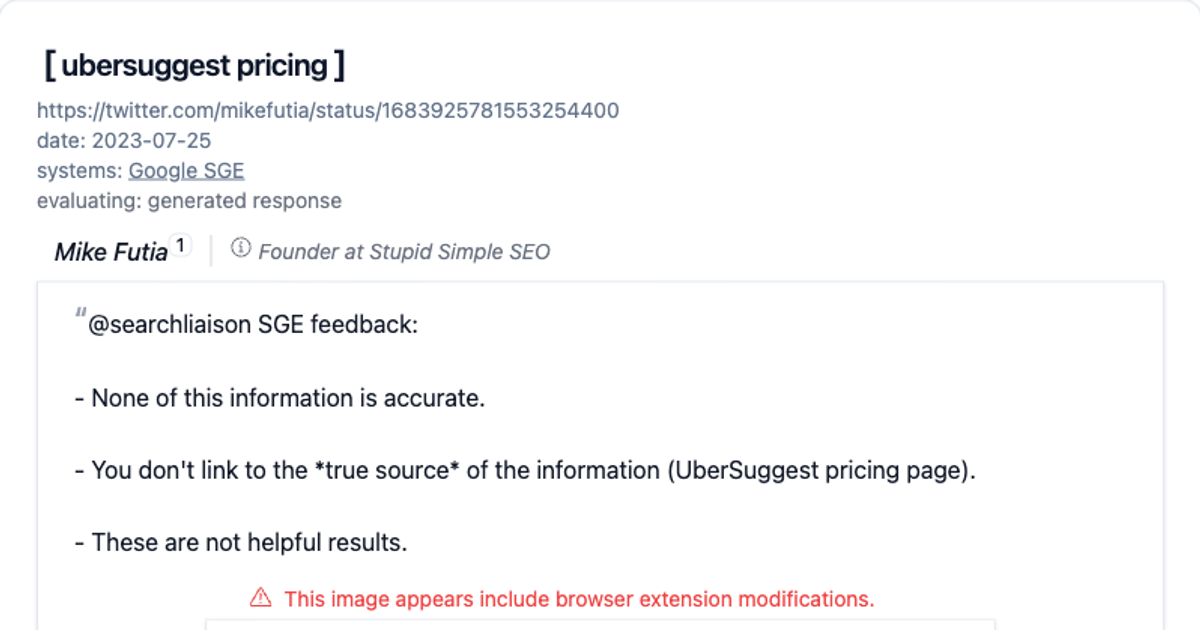 [ubersuggest pricing]
https://twitter.com/mikefutia/status/1683925781553254400
date: 2023-07-25
systems: Google SGE
evaluating: generated response
Mike Futia 1 Founder at Stupid Simple SEO
"@searchliaison SGE feedback:
- None of this information is accurate.
- You don't link to the *true source* of the information (UberSuggest pricing page).
- These are not helpful results.
This image appears include browser extension modifications.